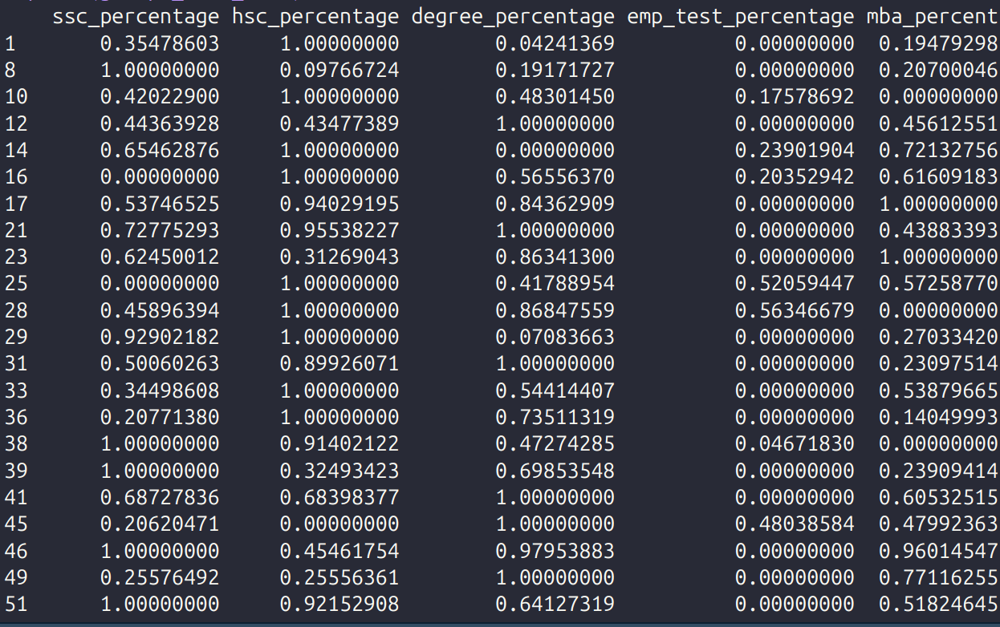 ssc_percentage hsc_percentage degree_percentage emp_test_percentage mba_percent
1 0.35478603 1.00000000 0.04241369 0.00000000 0.19479298
8 1.00000000 0.09766724 0.19171727 0.00000000 0.20700046
10 0.42022900 1.00000000 0.48301450 0.17578692 0.00000000
12 0.44363928 0.43477389 1.00000000 0.00000000 0.45612551
14 0.65462876 1.00000000 0.00000000 0.23901904 0.72132756
16 0.00000000 1.00000000 0.56556370 0.20352942 0.61609183
17 0.53746525 0.94029195 0.84362909 0.00000000 1.00000000
21 0.72775293 0.95538227 1.00000000 0.00000000 0.43883393
23 0.62450012 0.31269043 0.86341300 0.00000000 1.00000000
25 0.00000000 1.00000000 0.41788954 0.52059447 0.57258770
28 0.45896394 1.00000000 0.86847559 0.56346679 0.00000000
29 0.92902182 1.00000000 0.07083663 0.00000000 0.27033420
31 0.50060263 0.89926071 1.00000000 0.00000000 0.23097514
33 0.34498608 1.00000000 0.54414407 0.00000000 0.53879665
36 0.20771380 1.00000000 0.73511319 0.00000000 0.14049993
38 1.00000000 0.91402122 0.47274285 0.04671830 0.00000000
39 1.00000000 0.32493423 0.69853548 0.00000000 0.23909414
41 0.68727836 0.68398377 1.00000000 0.00000000 0.60532515
45 0.20620471 0.00000000 1.00000000 0.48038584 0.47992363
46 1.00000000 0.45461754 0.97953883 0.00000000 0.96014547
49 0.25576492 0.25556361 1.00000000 0.00000000 0.77116255
51 1.00000000 0.92152908 0.64127319 0.00000000 0.51824645